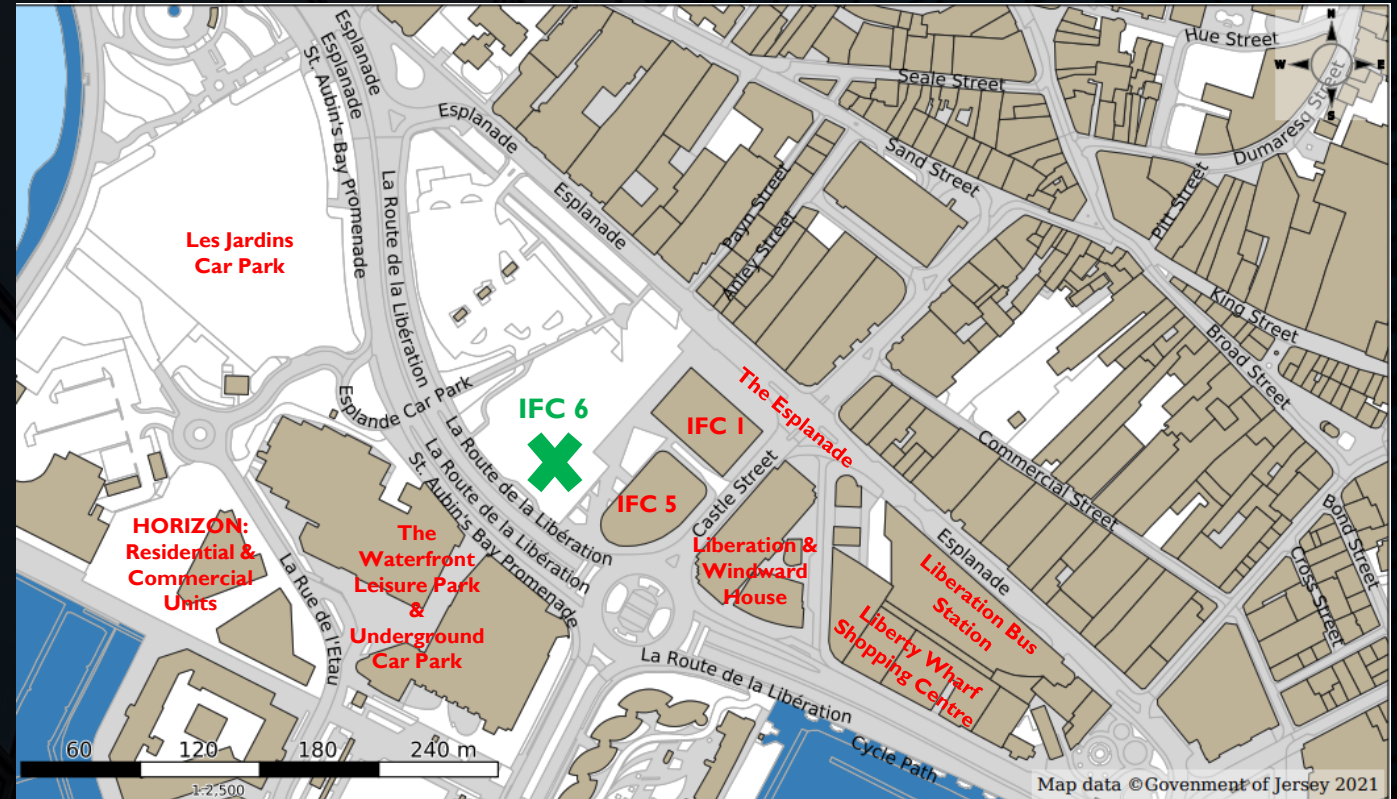 Esplanade
Esplanade
St. Aubin's Bay Promenade
Esplanade
Esplanade
La Route de la Libération
Hue Street
Seale Street
Sand Street
Dumaresq Street
Pitt Street
Payn Street
Anley Street
N
W
E
S
Les Jardins
Car Park
King Street
Broad Street
Esplande Car Park
IFC 6
IFC 1
The Esplanade
Commercial Street
La Route de la Libération
La Route de la Libération
St. Aubin's Bay Promenade
IFC 5
Castle Street
Bond Street
Cross Street
HORIZON:
Residential &
Commercial
Units
The
Waterfront
Leisure Park
&
Underground
Car Park
La Rue de l'Etau
Liberation &
Windward
House
Esplanade
Liberation Bus
Station
Liberty Wharf
Shopping Centre
La Route de la Libération
Cycle Path
60 120 180 240 m
1:2,500
Map data ©Govenment of Jersey 2021